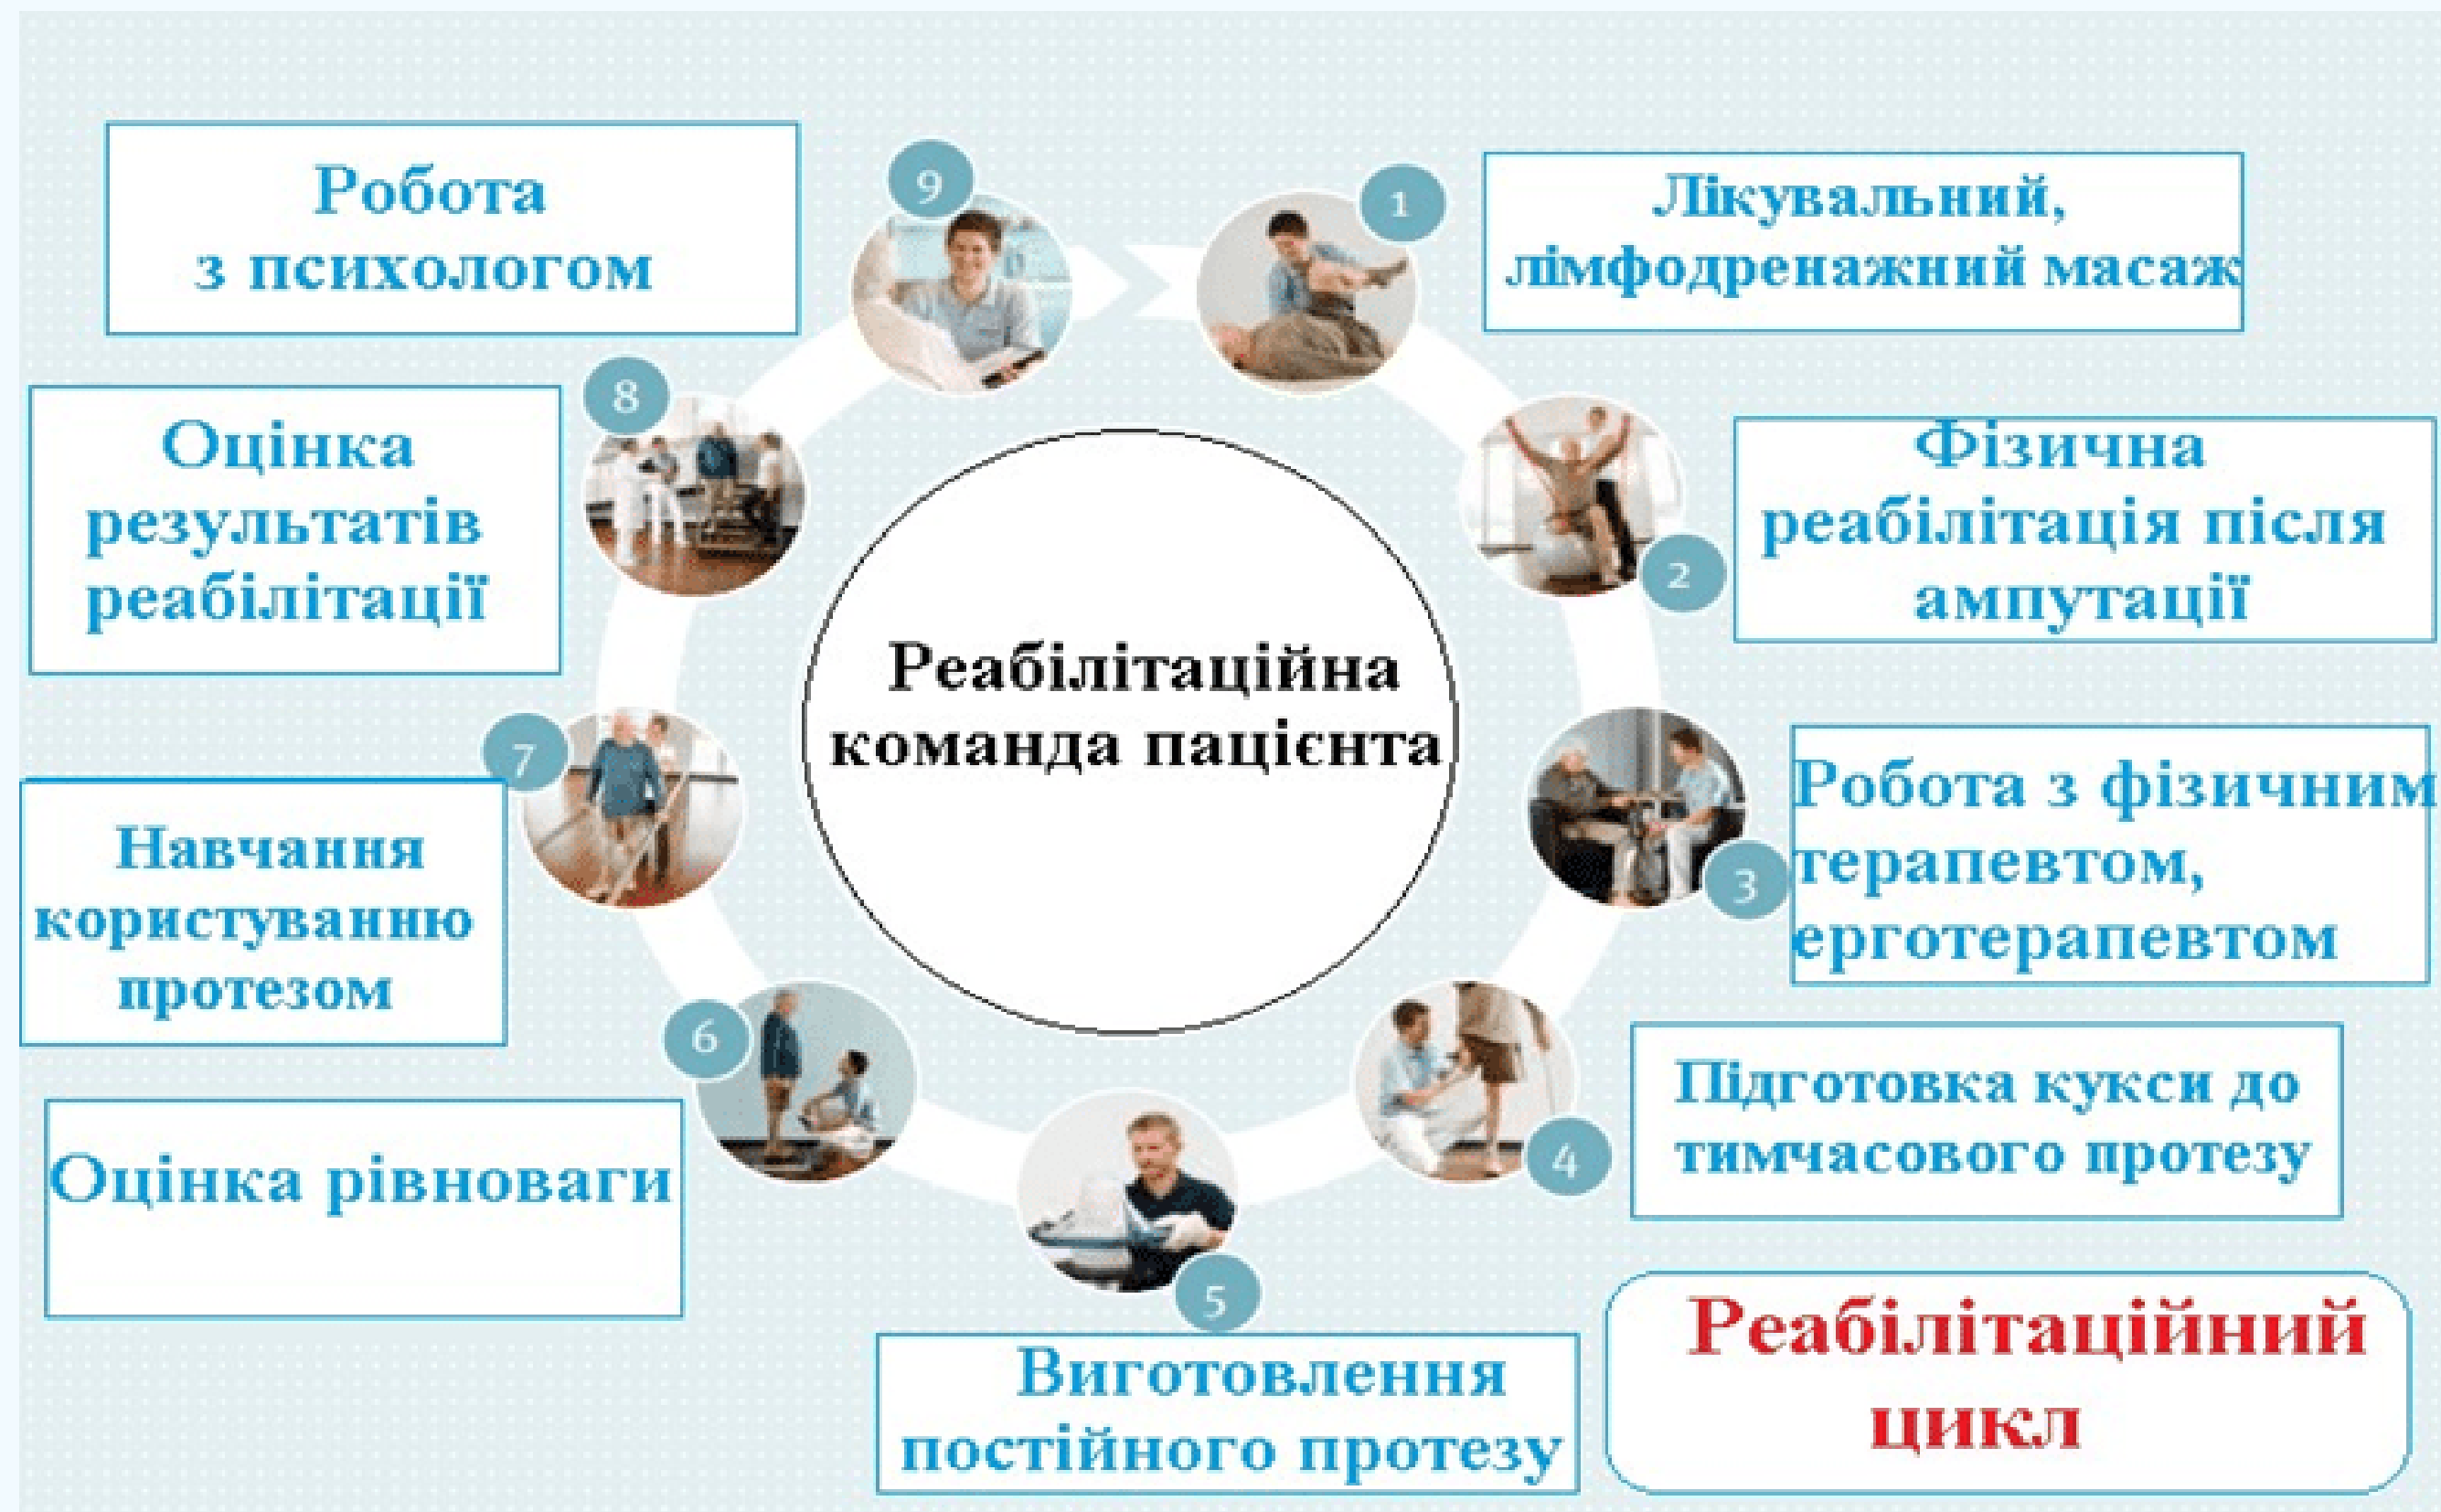 9
Робота
з психологом
1
Лікувальний,
лімфодренажний масаж
8
Оцінка
результатів
реабілітації
2
Фізична
реабілітація після
ампутації
Реабілітаційна
команда пацієнта
7
Навчання
користуванню
протезом
3
Робота з фізичним
терапевтом,
ерготерапевтом
6
Оцінка рівноваги
4
Підготовка кукси до
тимчасового протезу
5
Виготовлення
постійного протезу
Реабілітаційний
цикл